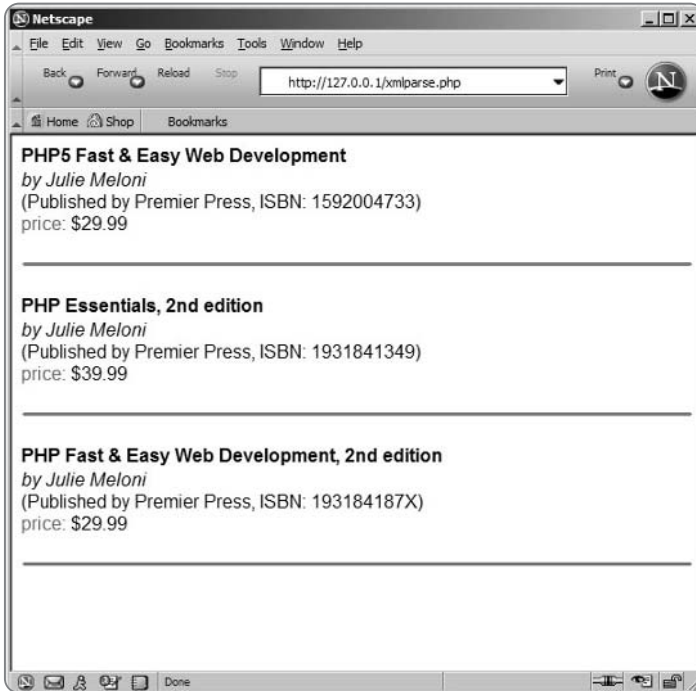 Netscape
File Edit View Go Bookmarks Tools Window Help
Back Forward Reload Stop http://127.0.0.1/xmlparse.php Print N
Home Shop Bookmarks
PHP5 Fast & Easy Web Development
by Julie Meloni
(Published by Premier Press, ISBN: 1592004733)
price: $29.99
PHP Essentials, 2nd edition
by Julie Meloni
(Published by Premier Press, ISBN: 1931841349)
price: $39.99
PHP Fast & Easy Web Development, 2nd edition
by Julie Meloni
(Published by Premier Press, ISBN: 193184187X)
price: $29.99
Done